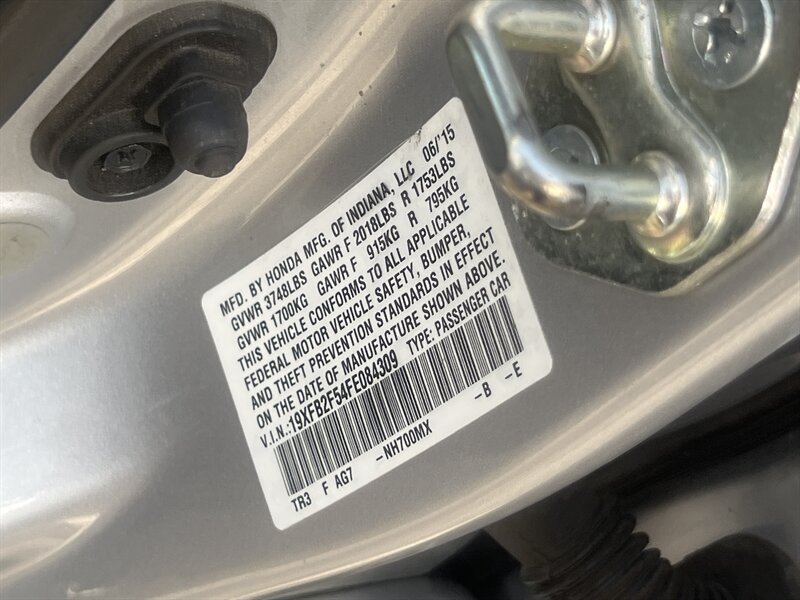 MFD. BY HONDA MFG. OF INDIANA, LLC 06/'15
GVWR 3748LBS GAWR F 2018LBS R 1753LBS
GVWR 1700KG GAWR F 915KG R 795KG
THIS VEHICLE CONFORMS TO ALL APPLICABLE
FEDERAL MOTOR VEHICLE SAFETY, BUMPER,
AND THEFT PREVENTION STANDARDS IN EFFECT
ON THE DATE OF MANUFACTURE SHOWN ABOVE.
V.I.N.:19XFB2F54FE084309 TYPE: PASSENGER CAR
TR3 F AG7 -NH700MX -B -E